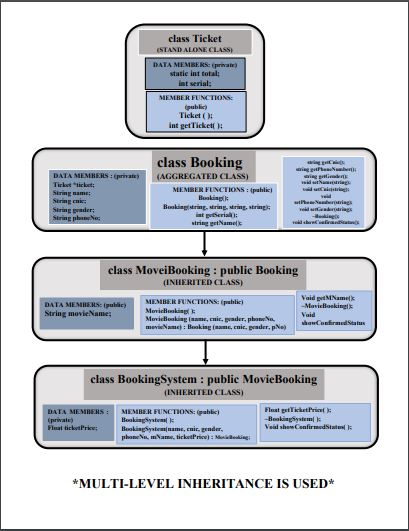 class Ticket
(STAND ALONE CLASS)
DATA MEMBERS: (private)
static int total;
int serial;
MEMBER FUNCTIONS:
(public)
Ticket ( );
int getTicket( );
class Booking
(AGGREGATED CLASS)
DATA MEMBERS : (private)
Ticket *ticket;
String name;
String cnic;
String gender;
String phoneNo;
MEMBER FUNCTIONS : (public)
Booking();
Booking(string, string, string, string);
int getSerial();
string getName();
string getCnic();
string getPhoneNumber();
string getGender();
void setName(string);
void setCnic(string);
void
setPhoneNumber(string);
void setGender(string);
~Booking();
void showConfirmedStatus();
class MoveiBooking : public Booking
(INHERITED CLASS)
DATA MEMBERS: (public)
String movieName;
MEMBER FUNCTIONS: (public)
MovieBooking( );
MovieBooking (name, cnic, gender, phoneNo,
movieName) : Booking (name, cnic, gender, pNo)
Void getMName();
~MovieBooking();
Void
showConfirmedStatus
class BookingSystem : public MovieBooking
(INHERITED CLASS)
DATA MEMBERS :
(private)
Float ticketPrice;
MEMBER FUNCTIONS: (public)
BookingSystem( );
BookingSystem(name, cnic, gender,
phoneNo, mName, ticketPrice) : MovieBooking;
Float getTicketPrice( );
~BookingSystem( );
Void showConfirmedStatus( );
*MULTI-LEVEL INHERITANCE IS USED*